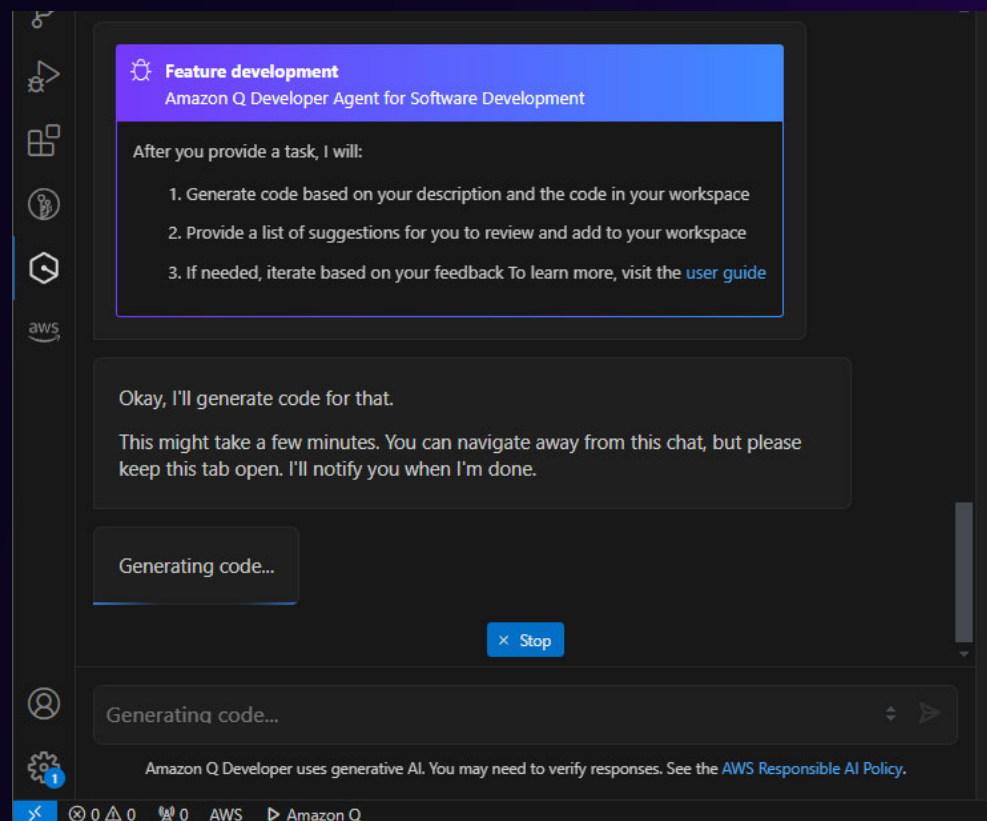 Feature development
Amazon Q Developer Agent for Software Development
After you provide a task, I will:
1. Generate code based on your description and the code in your workspace
2. Provide a list of suggestions for you to review and add to your workspace
3. If needed, iterate based on your feedback To learn more, visit the user guide
aws
Okay, I'll generate code for that.
This might take a few minutes. You can navigate away from this chat, but please
keep this tab open. I'll notify you when I'm done.
Generating code...
× Stop
Generating code...
1
Amazon Q Developer uses generative AI. You may need to verify responses. See the AWS Responsible AI Policy.
0 0 0 AWS Amazon Q